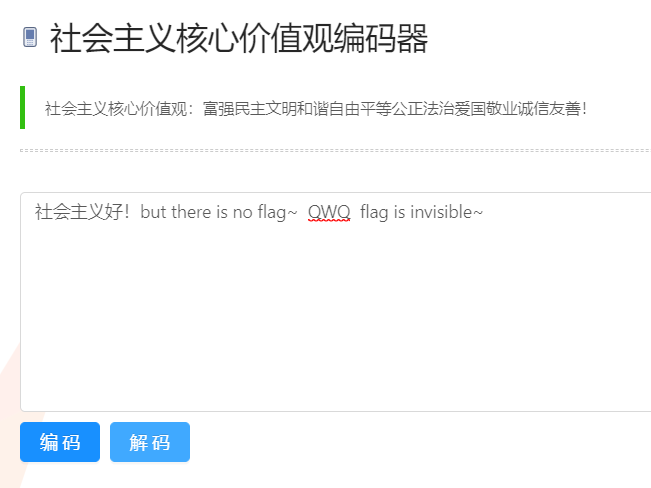 社会主义核心价值观编码器
社会主义核心价值观：富强民主文明和谐自由平等公正法治爱国敬业诚信友善！
社会主义好！but there is no flag~  QWQ  flag is invisible~
编 码
解 码